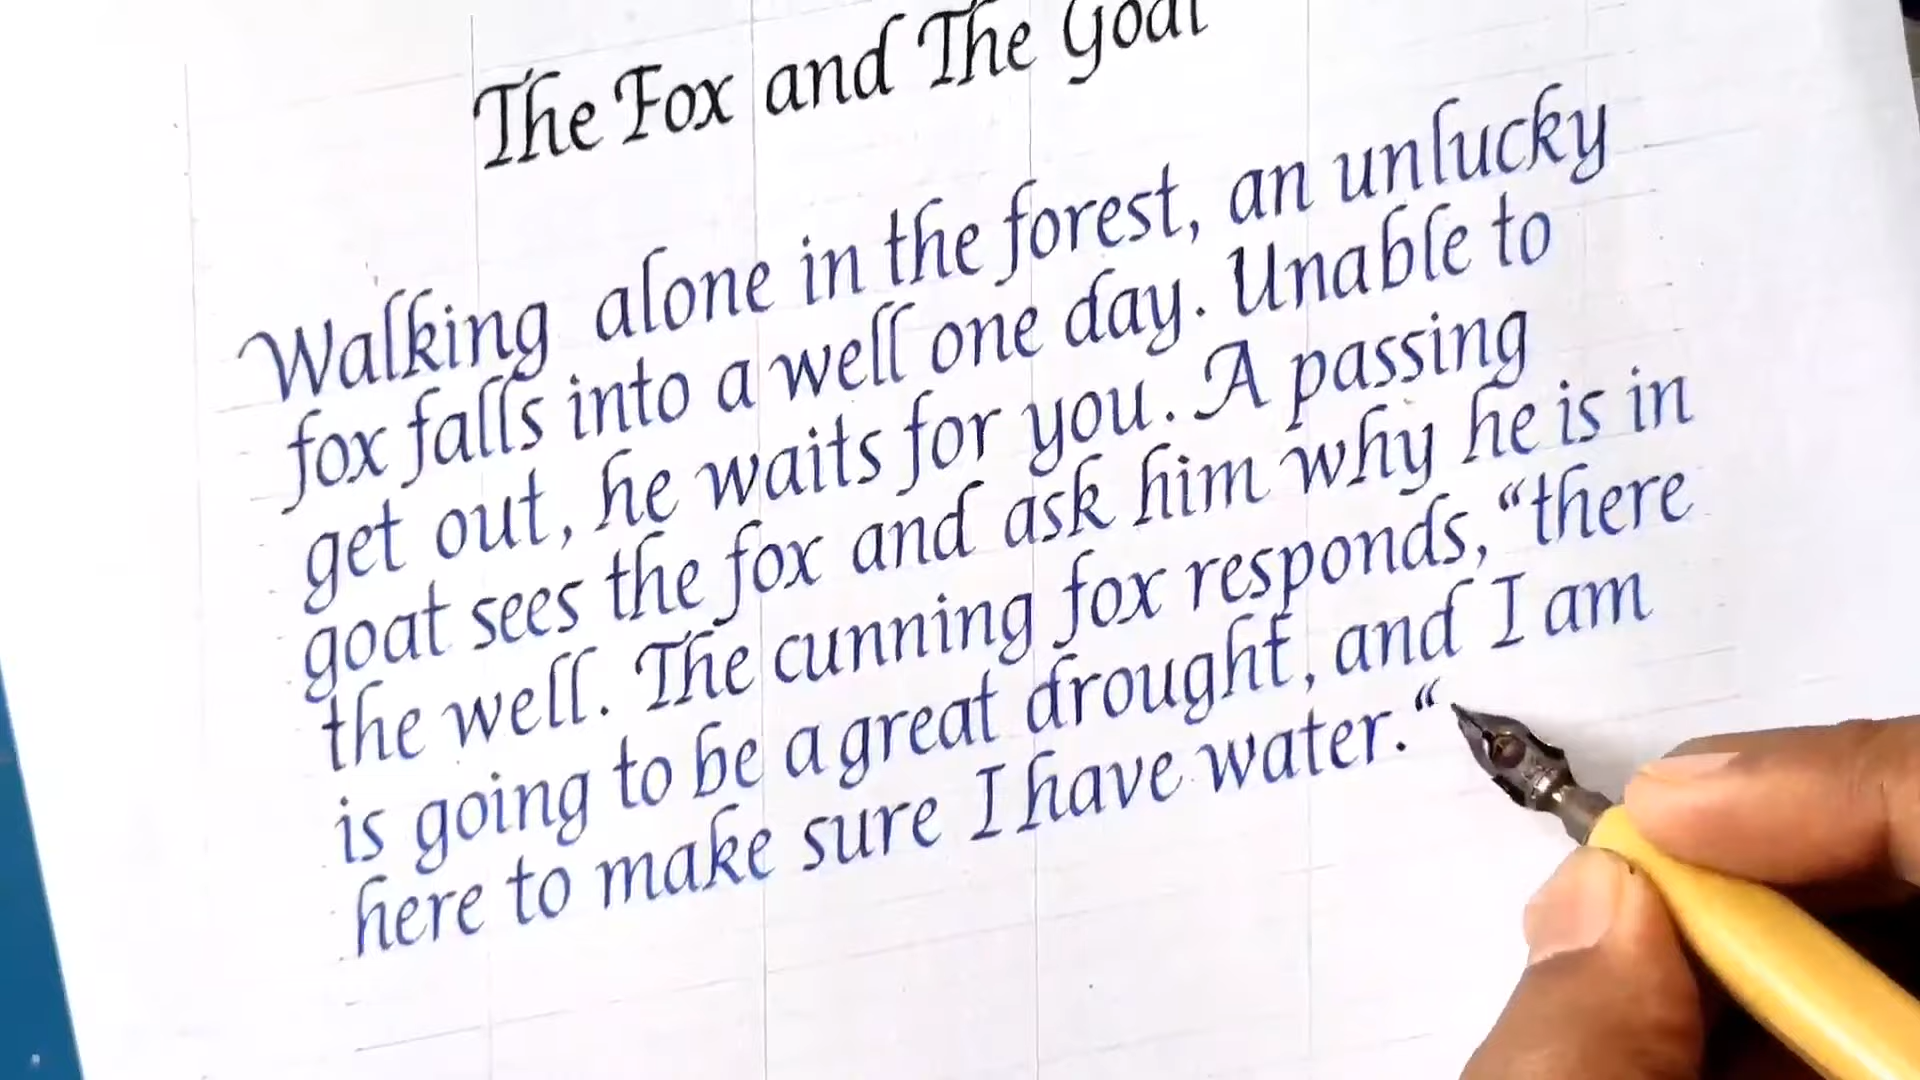 The Fox and The Goat
Walking alone in the forest, an unlucky
fox falls into a well one day. Unable to
get out, he waits for you. A passing
goat sees the fox and ask him why he is in
the well. The cunning fox responds, “there
is going to be a great drought, and I am
here to make sure I have water.“